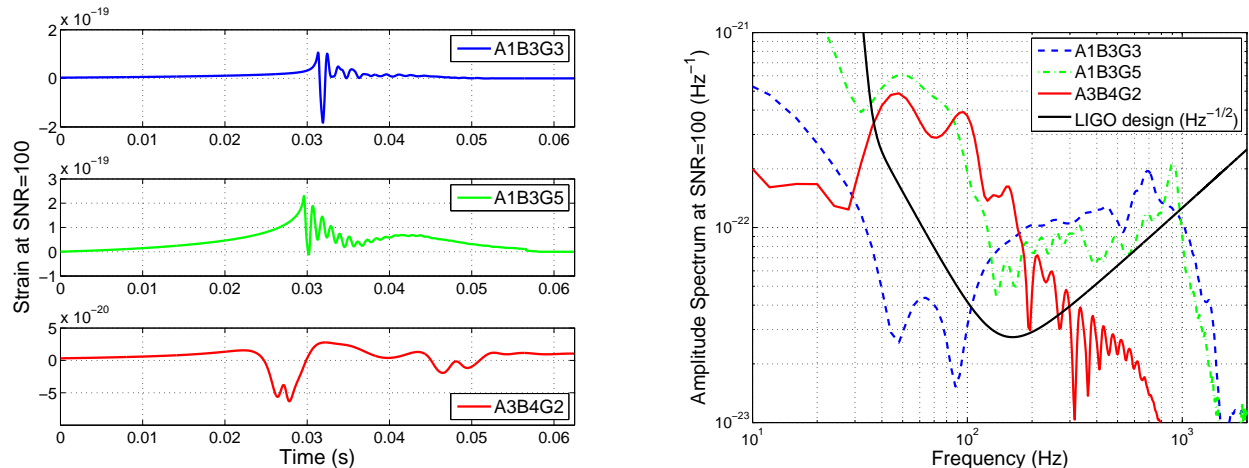 x 10^-19
2
0
-2
A1B3G3
0 0.01 0.02 0.03 0.04 0.05 0.06
x 10^-19
3
2
1
0
-1
A1B3G5
0 0.01 0.02 0.03 0.04 0.05 0.06
x 10^-20
5
0
-5
A3B4G2
0 0.01 0.02 0.03 0.04 0.05 0.06
Strain at SNR=100
Time (s)
10^-21
10^-22
10^-23
Amplitude Spectrum at SNR=100 (Hz^-1)
A1B3G3
A1B3G5
A3B4G2
LIGO design (Hz^-1/2)
10^1 10^2 10^3
Frequency (Hz)